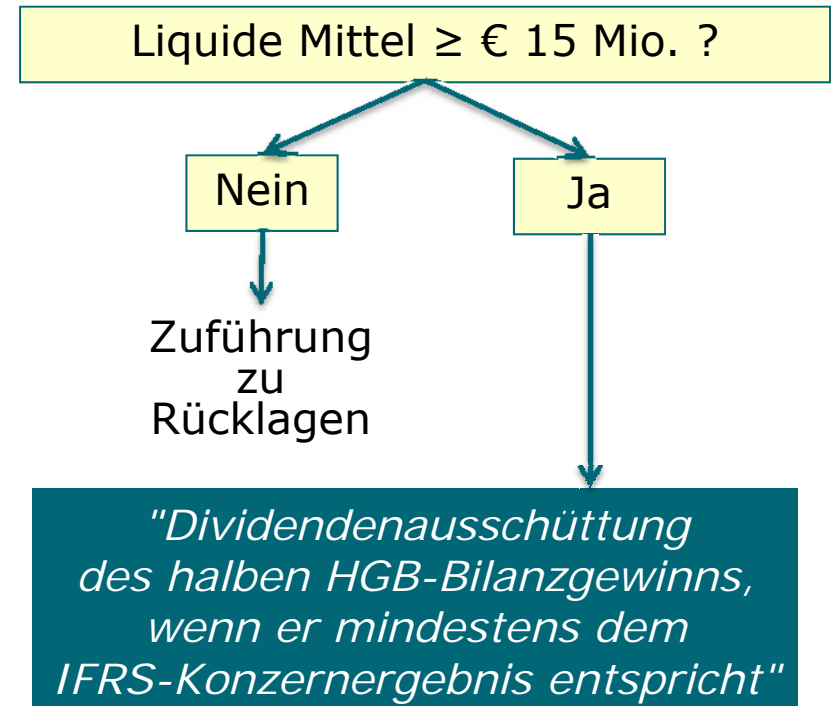 Liquide Mittel ≥ € 15 Mio. ?
Nein
Ja
Zuführung
zu
Rücklagen
"Dividendenausschüttung
des halben HGB-Bilanzgewinns,
wenn er mindestens dem
IFRS-Konzernergebnis entspricht"